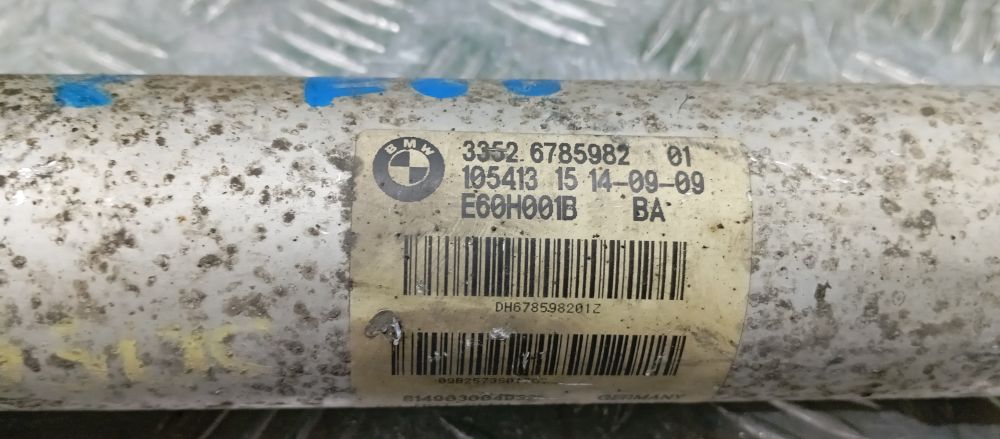 BMW
3352 6785982 01
105413 15 14-09-09
E60H001B BA
DH678598201Z
GERMANY